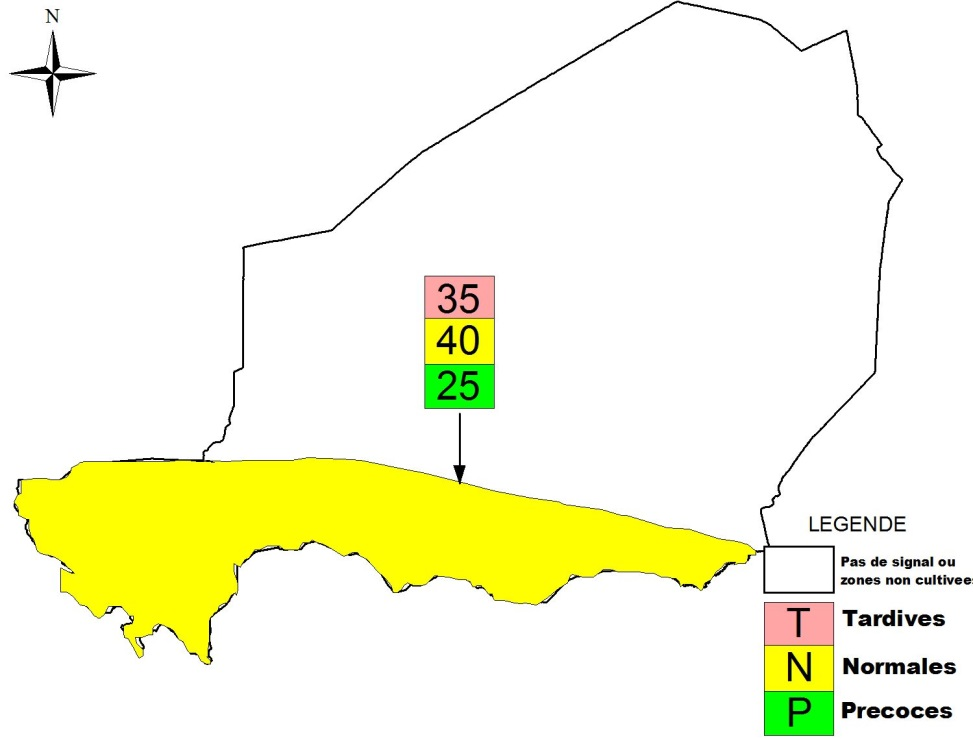 N
35
40
25
LEGENDE
Pas de signal ou
zones non cultivees
T Tardives
N Normales
P Precoces